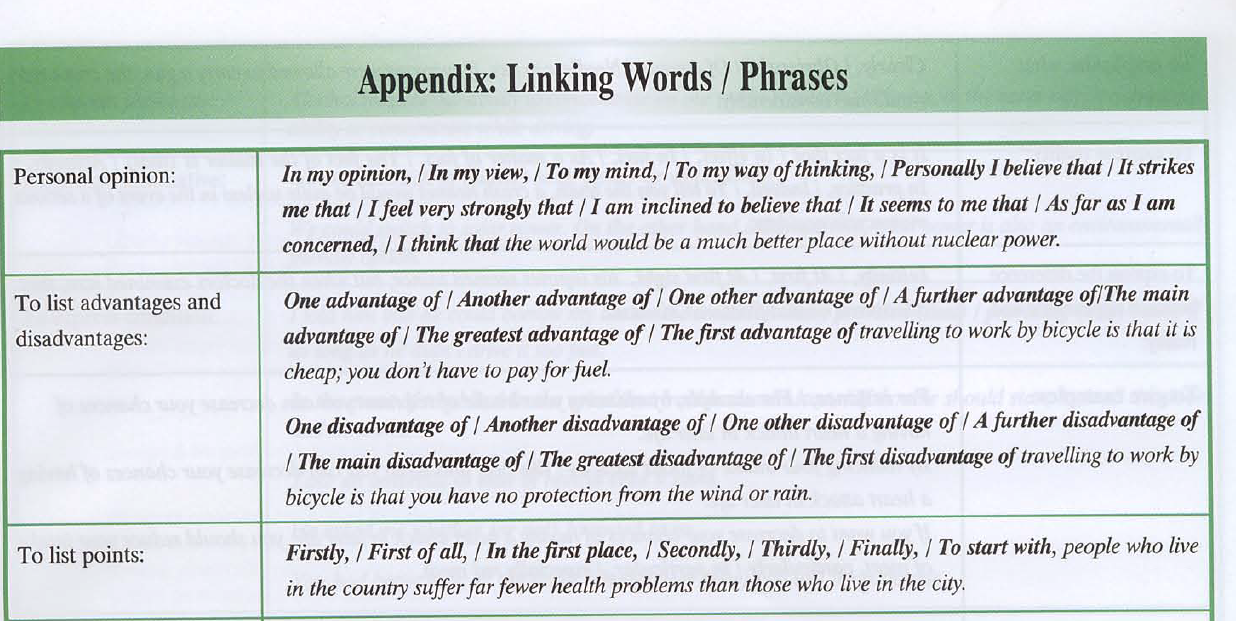 Appendix: Linking Words / Phrases
Personal opinion:
In my opinion, / In my view, / To my mind, / To my way of thinking, / Personally I believe that / It strikes
me that / I feel very strongly that / I am inclined to believe that / It seems to me that / As far as I am
concerned, / I think that the world would be a much better place without nuclear power.
To list advantages and
disadvantages:
One advantage of / Another advantage of / One other advantage of / A further advantage of/The main
advantage of / The greatest advantage of / The first advantage of travelling to work by bicycle is that it is
cheap; you don't have to pay for fuel.
One disadvantage of / Another disadvantage of / One other disadvantage of / A further disadvantage of
/ The main disadvantage of / The greatest disadvantage of / The first disadvantage of travelling to work by
bicycle is that you have no protection from the wind or rain.
To list points:
Firstly, / First of all, / In the first place, / Secondly, / Thirdly, / Finally, / To start with, people who live
in the country suffer far fewer health problems than those who live in the city.